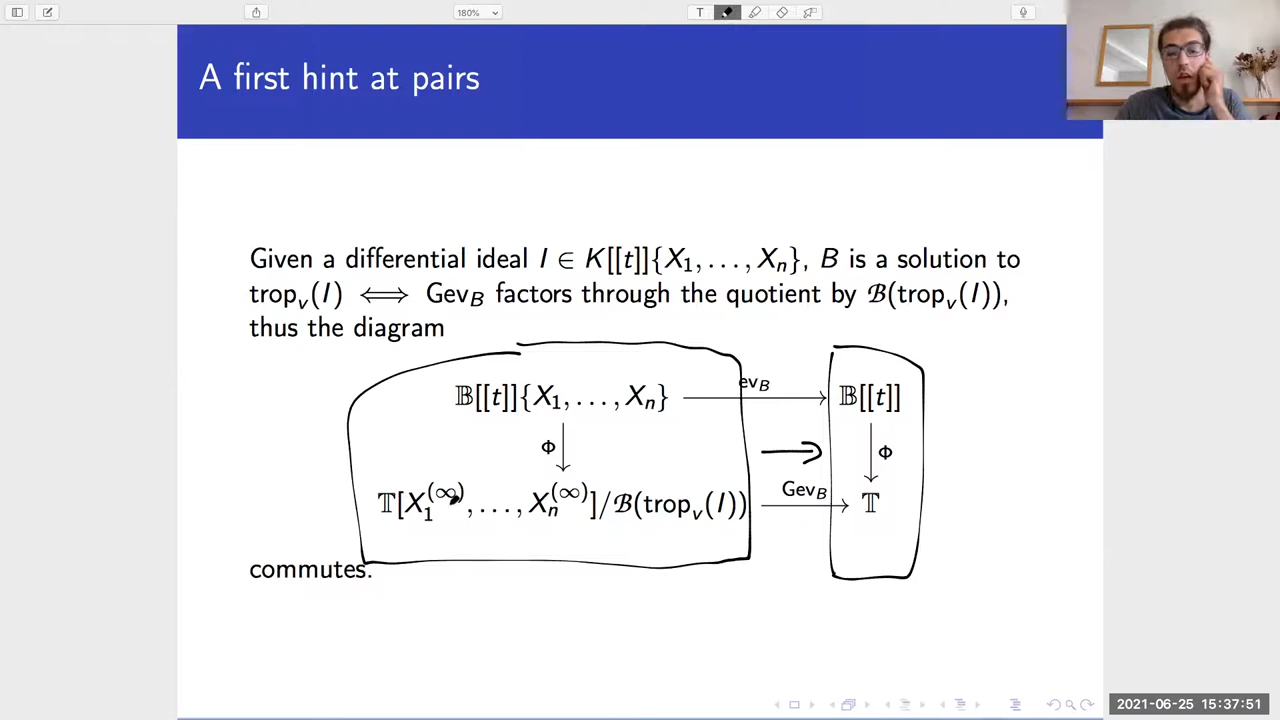 180%
T
A first hint at pairs
Given a differential ideal I ∈ K[[t]]{X₁, . . . , Xₙ}, B is a solution to
tropᵥ(I) ⟺ Gev_B factors through the quotient by ℬ(tropᵥ(I)),
thus the diagram
𝔹[[t]]{X₁, . . . , Xₙ} ev_B 𝔹[[t]]
Φ Φ
𝕋[X₁^(∞), . . . , Xₙ^(∞)]/ℬ(tropᵥ(I)) Gev_B 𝕋
commutes.
2021-06-25 15:37:51